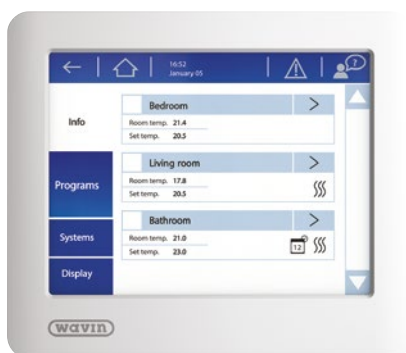 16:52
January 05
?
Info
Programs
Systems
Display
Bedroom
Room temp. 21.4
Set temp. 20.5
Living room
Room temp. 17.8
Set temp. 20.5
Bathroom
Room temp. 21.0
Set temp. 23.0
12
wavin